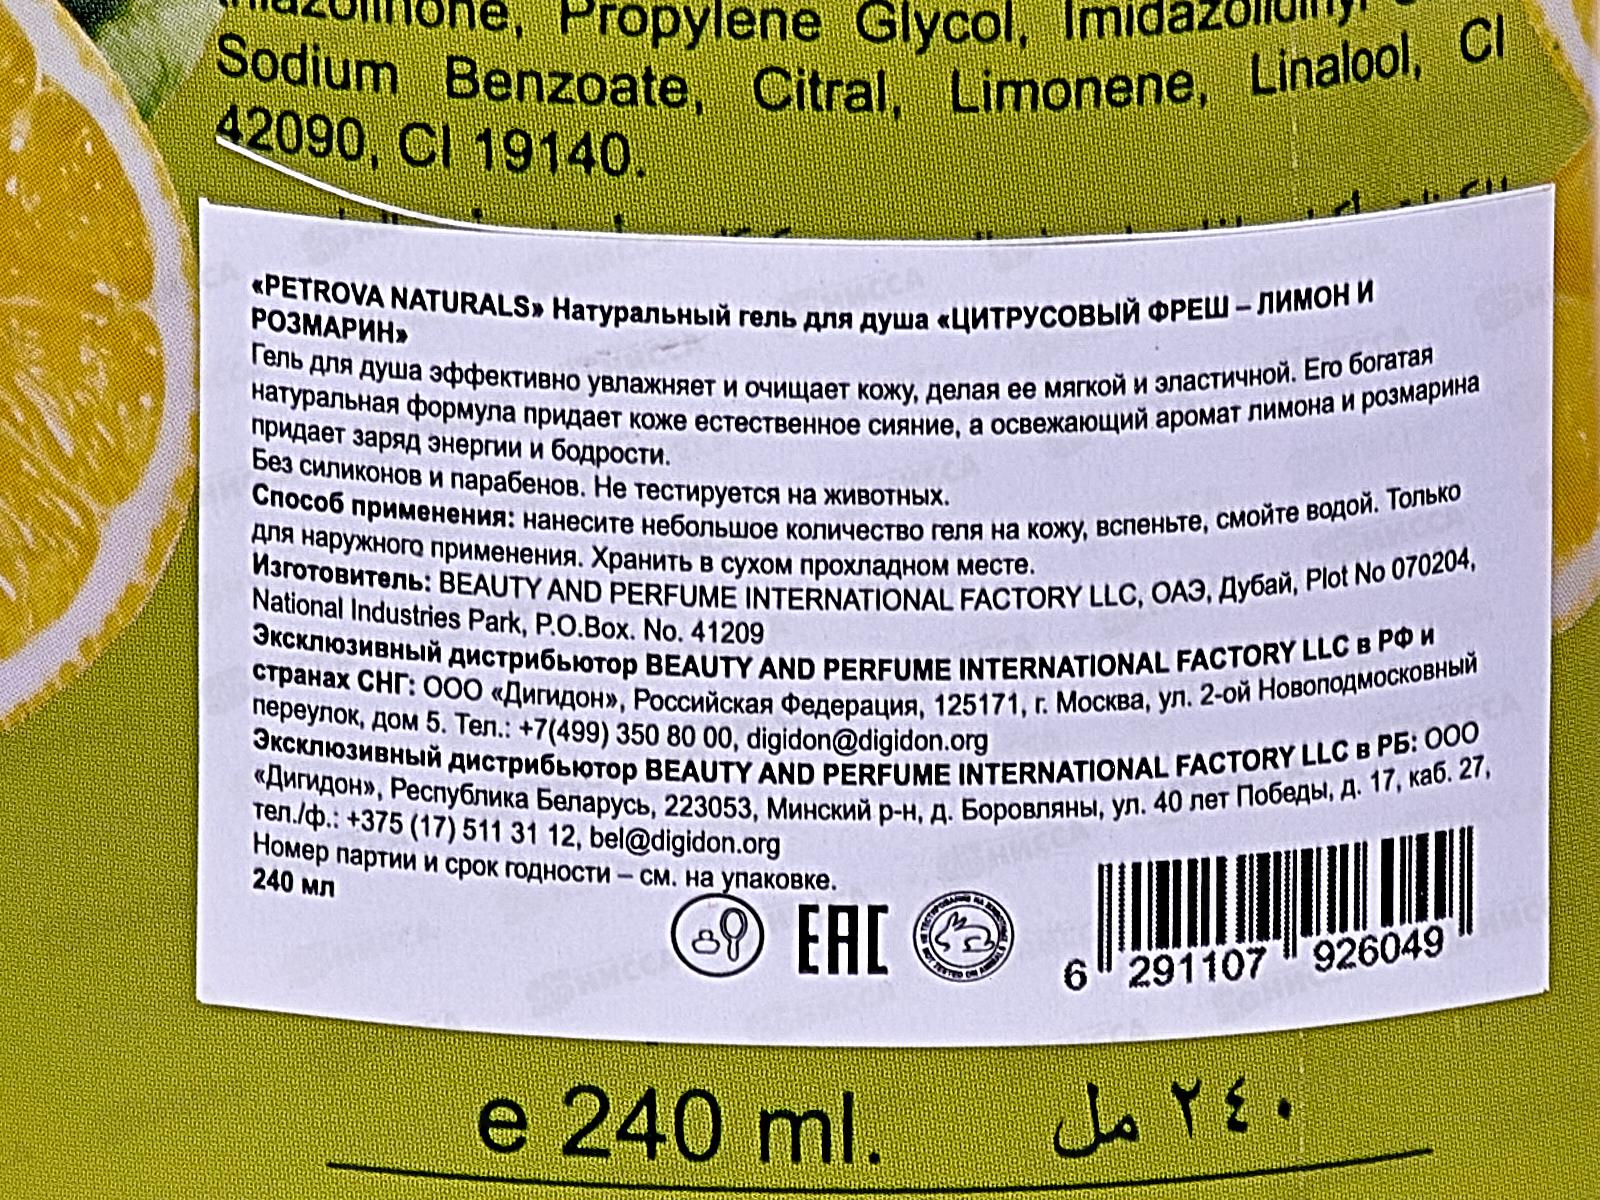 Propylene Glycol,
Sodium Benzoate, Citral, Limonene, Linalool, CI
42090, CI 19140.
«PETROVA NATURALS» Натуральный гель для душа «ЦИТРУСОВЫЙ ФРЕШ – ЛИМОН И
РОЗМАРИН»
Гель для душа эффективно увлажняет и очищает кожу, делая ее мягкой и эластичной. Его богатая
натуральная формула придает коже естественное сияние, а освежающий аромат лимона и розмарина
придает заряд энергии и бодрости.
Без силиконов и парабенов. Не тестируется на животных.
Способ применения: нанесите небольшое количество геля на кожу, вспеньте, смойте водой. Только
для наружного применения. Хранить в сухом прохладном месте.
Изготовитель: BEAUTY AND PERFUME INTERNATIONAL FACTORY LLC, ОАЭ, Дубай, Plot No 070204,
National Industries Park, P.O.Box. No. 41209
Эксклюзивный дистрибьютор BEAUTY AND PERFUME INTERNATIONAL FACTORY LLC в РФ и
странах СНГ: ООО «Дигидон», Российская Федерация, 125171, г. Москва, ул. 2-ой Новоподмосковный
переулок, дом 5. Тел.: +7(499) 350 80 00, digidon@digidon.org
Эксклюзивный дистрибьютор BEAUTY AND PERFUME INTERNATIONAL FACTORY LLC в РБ: ООО
«Дигидон», Республика Беларусь, 223053, Минский р-н, д. Боровляны, ул. 40 лет Победы, д. 17, каб. 27,
тел./ф.: +375 (17) 511 31 12, bel@digidon.org
Номер партии и срок годности – см. на упаковке.
240 мл
EAC
6 291107 926049
e 240 ml. ٢٤٠ مل